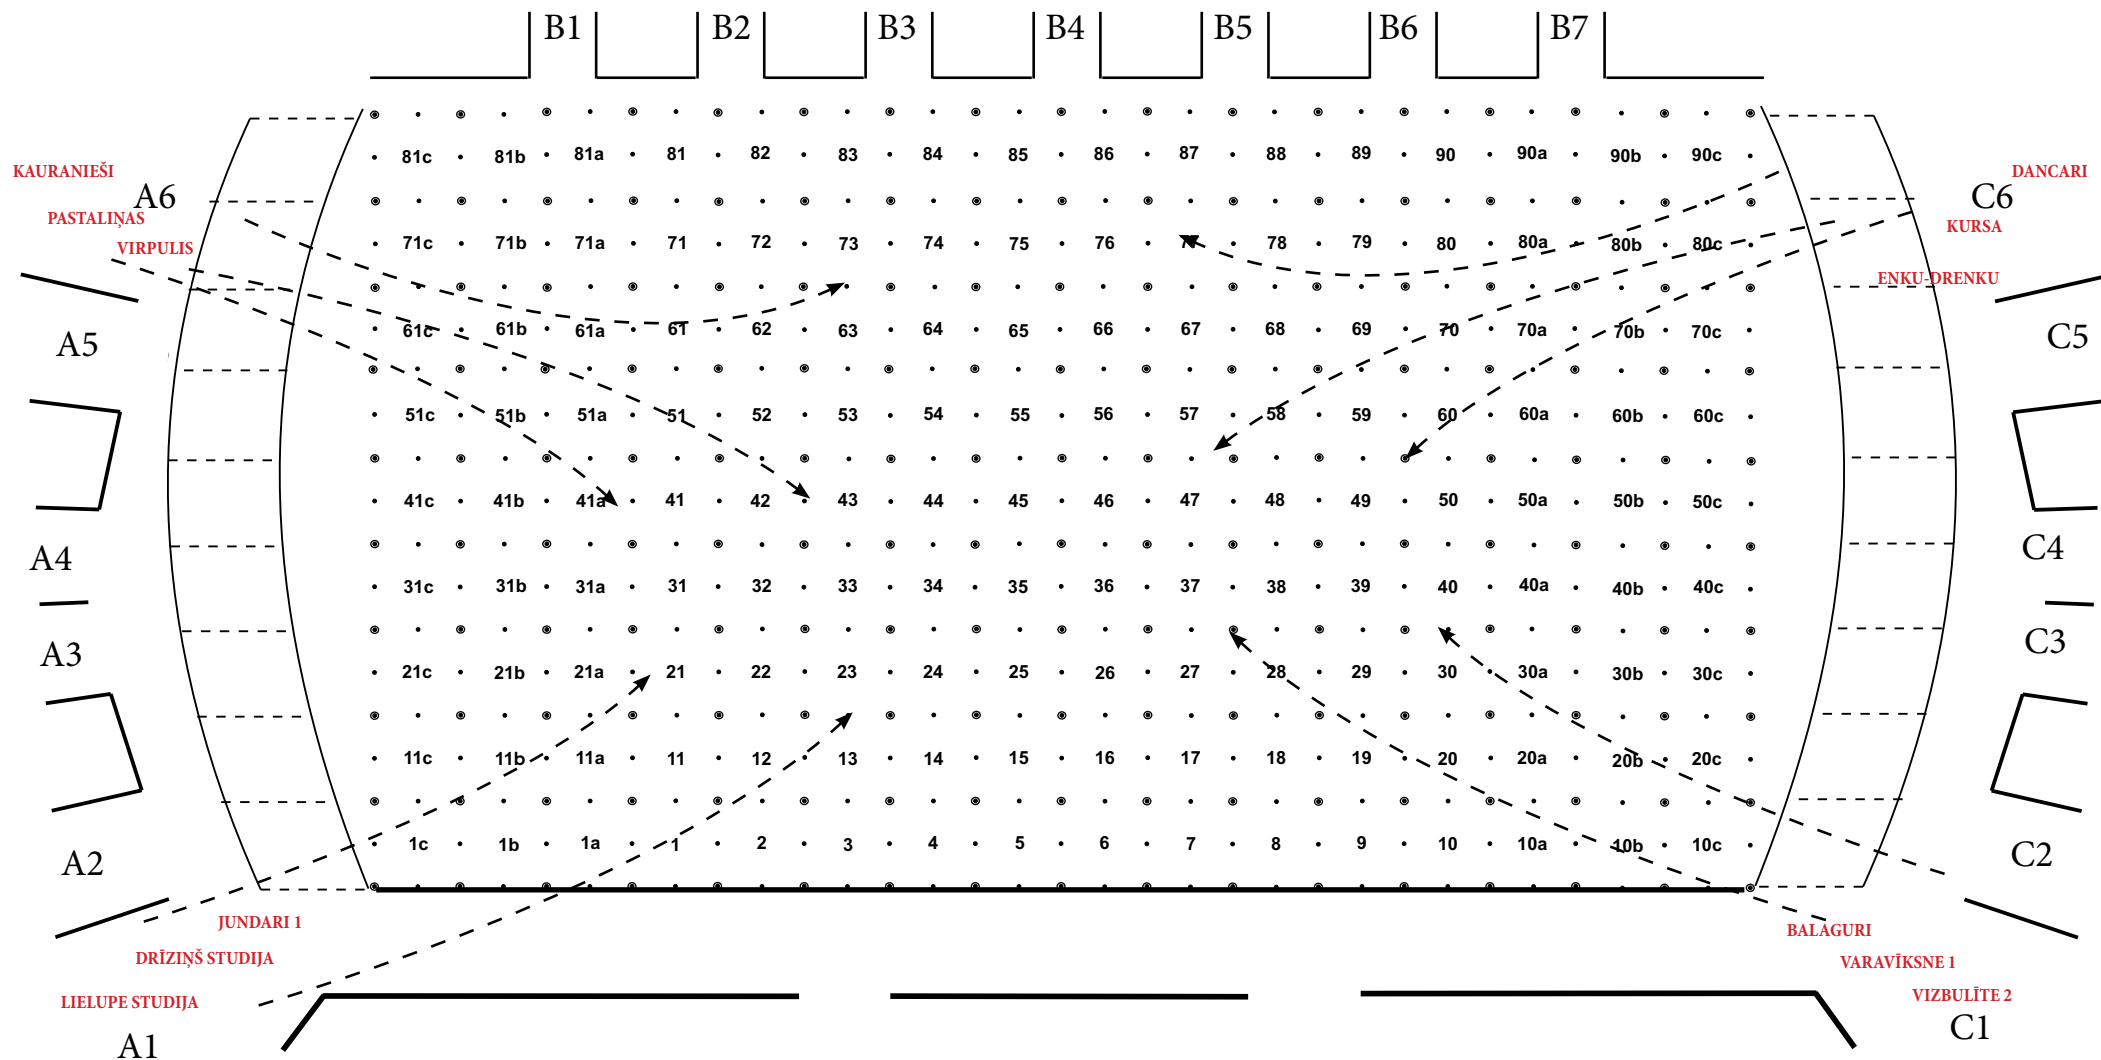 B1 B2 B3 B4 B5 B6 B7
81c 81b 81a 81 82 83 84 85 86 87 88 89 90 90a 90b 90c
KAURANIEŠI
DANCARI
A6
C6
PASTALIŅAS
KURSA
VIRPULIS
71c 71b 71a 71 72 73 74 75 76 77 78 79 80 80a 80b 80c
ENKU-DRENKU
61c 61b 61a 61 62 63 64 65 66 67 68 69 70 70a 70b 70c
A5
C5
51c 51b 51a 51 52 53 54 55 56 57 58 59 60 60a 60b 60c
41c 41b 41a 41 42 43 44 45 46 47 48 49 50 50a 50b 50c
A4
C4
31c 31b 31a 31 32 33 34 35 36 37 38 39 40 40a 40b 40c
A3
C3
21c 21b 21a 21 22 23 24 25 26 27 28 29 30 30a 30b 30c
11c 11b 11a 11 12 13 14 15 16 17 18 19 20 20a 20b 20c
1c 1b 1a 1 2 3 4 5 6 7 8 9 10 10a 10b 10c
A2
C2
JUNDARI 1
BALAGURI
DRĪZIŅŠ STUDIJA
VARAVĪKSNE 1
LIELUPE STUDIJA
VIZBULĪTE 2
A1
C1